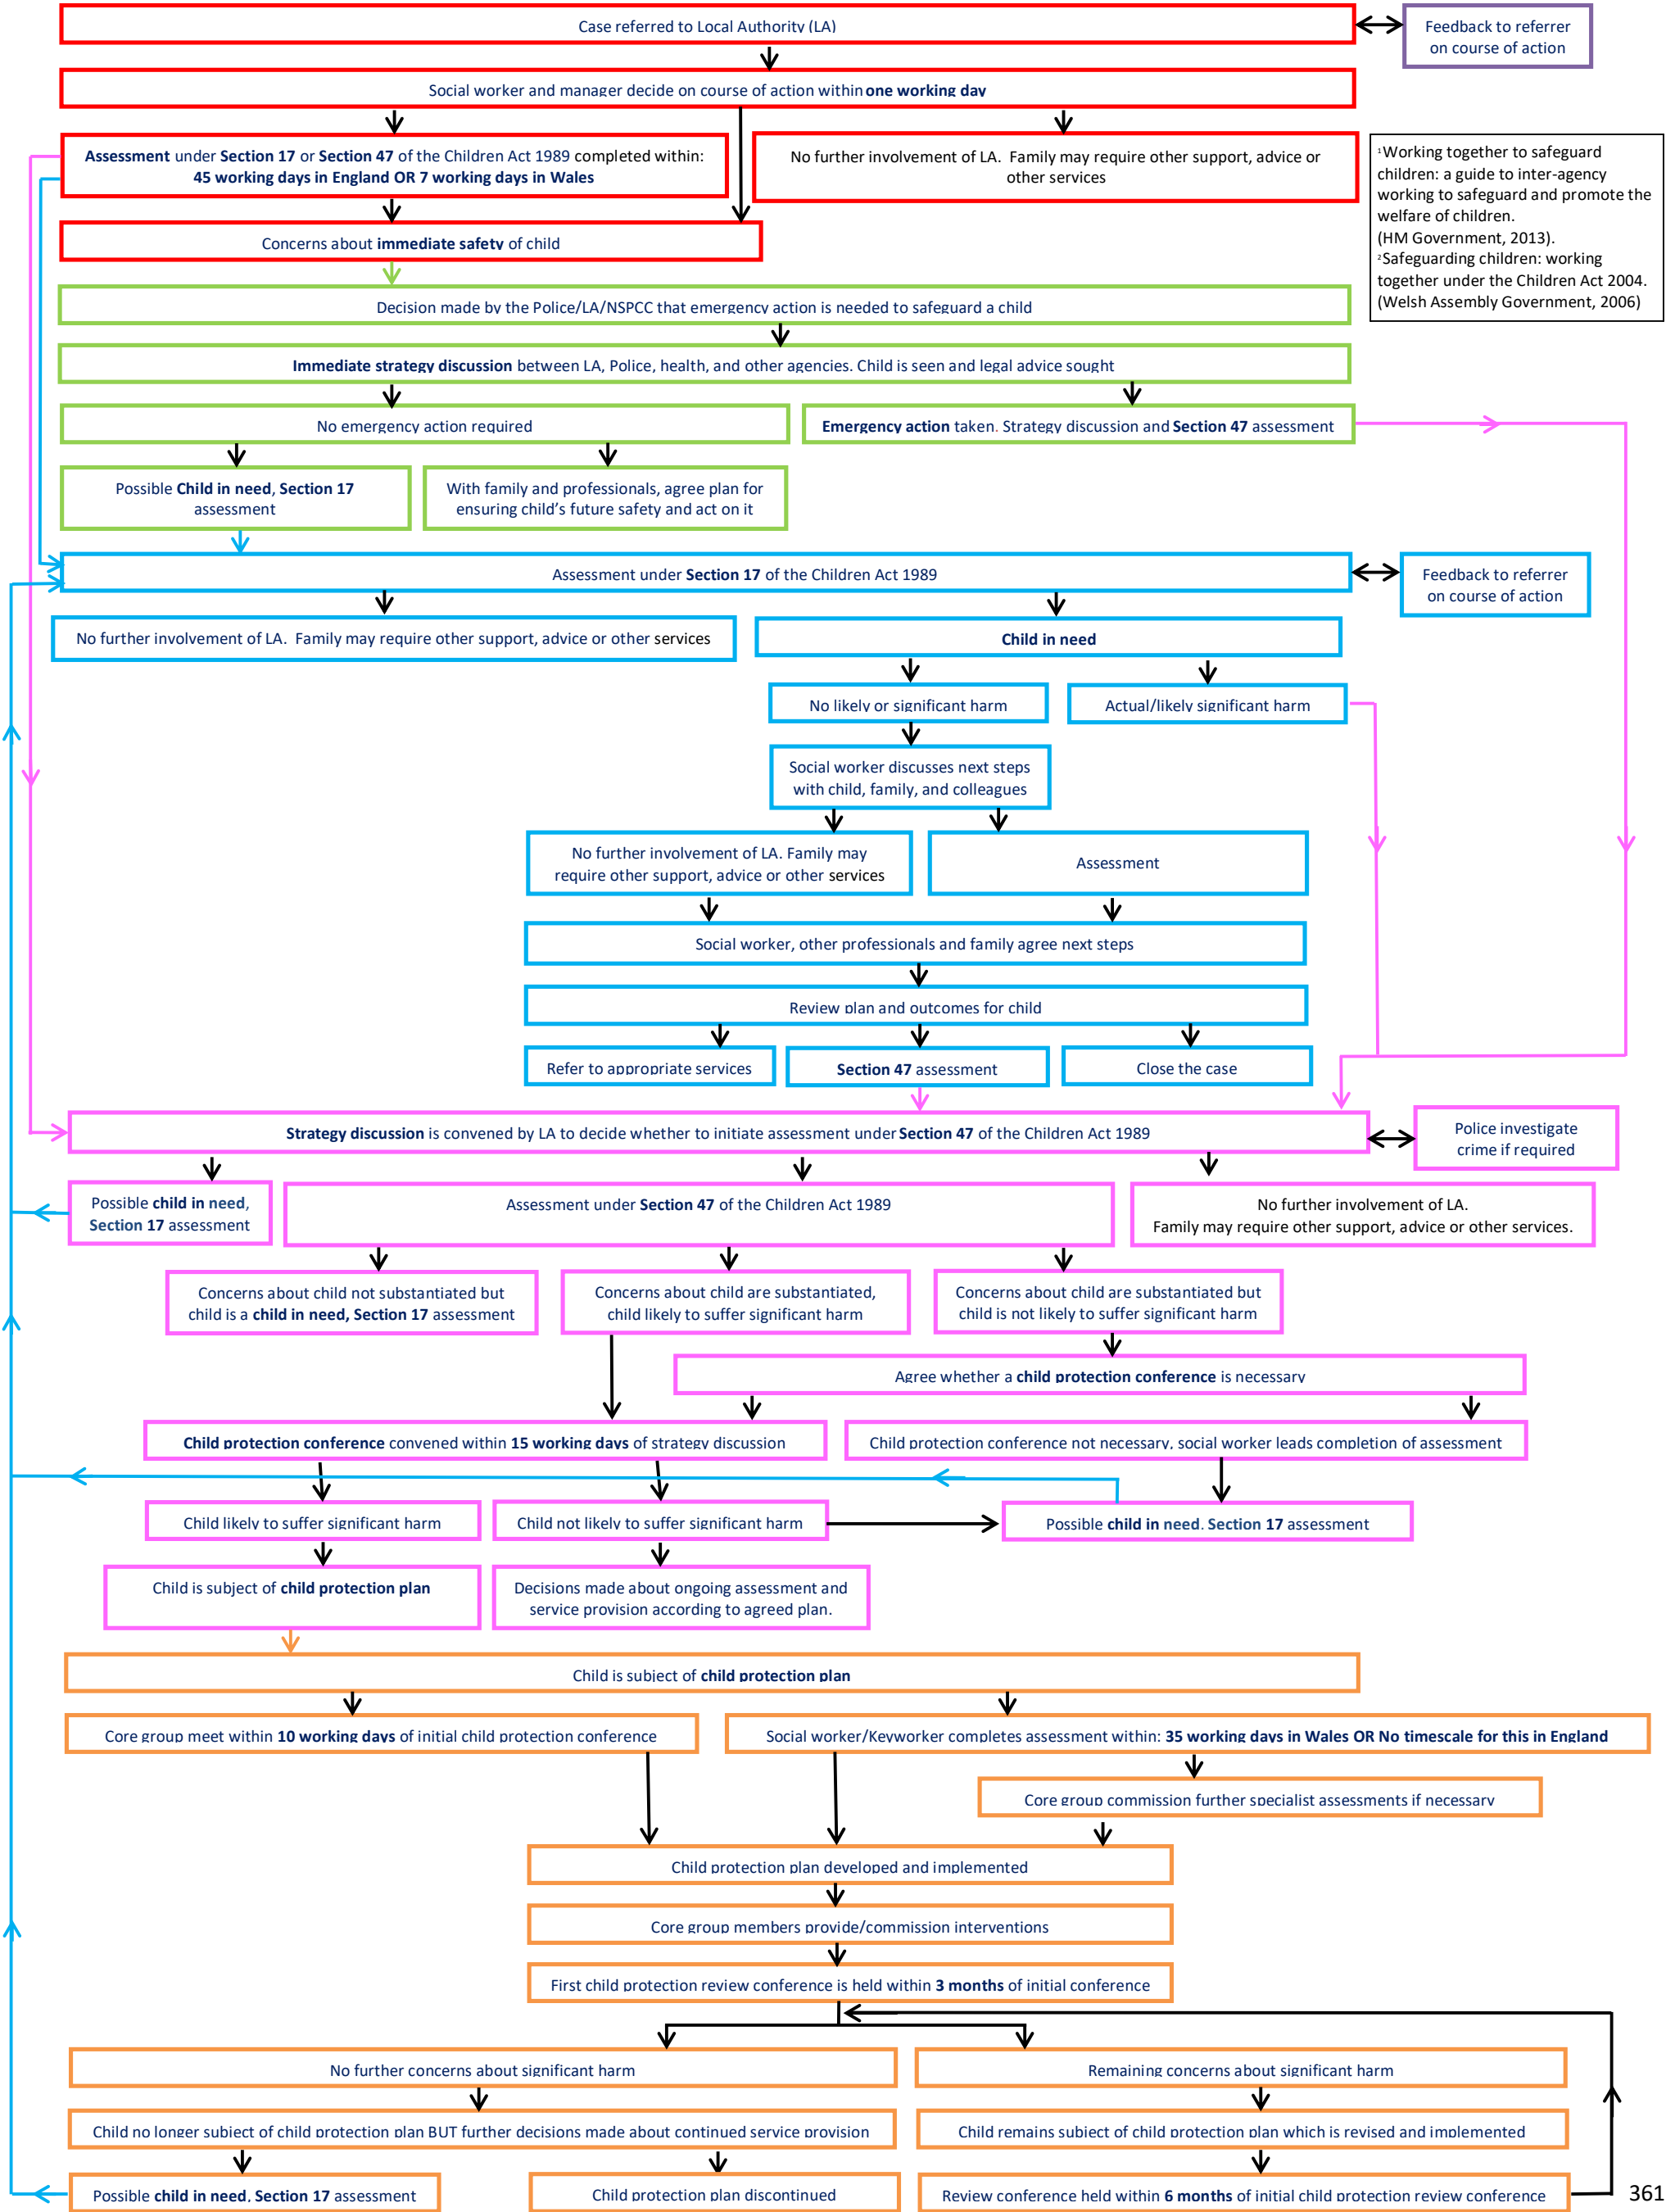 Case referred to Local Authority (LA)
Feedback to referrer
on course of action
Social worker and manager decide on course of action within one working day
Assessment under Section 17 or Section 47 of the Children Act 1989 completed within:
45 working days in England OR 7 working days in Wales
No further involvement of LA.  Family may require other support, advice or
other services
¹Working together to safeguard
children: a guide to inter-agency
working to safeguard and promote the
welfare of children.
(HM Government, 2013).
²Safeguarding children: working
together under the Children Act 2004.
(Welsh Assembly Government, 2006)
Concerns about immediate safety of child
Decision made by the Police/LA/NSPCC that emergency action is needed to safeguard a child
Immediate strategy discussion between LA, Police, health, and other agencies. Child is seen and legal advice sought
No emergency action required
Emergency action taken. Strategy discussion and Section 47 assessment
Possible Child in need, Section 17
assessment
With family and professionals, agree plan for
ensuring child's future safety and act on it
Assessment under Section 17 of the Children Act 1989
Feedback to referrer
on course of action
No further involvement of LA.  Family may require other support, advice or other services
Child in need
No likely or significant harm
Actual/likely significant harm
Social worker discusses next steps
with child, family, and colleagues
No further involvement of LA. Family may
require other support, advice or other services
Assessment
Social worker, other professionals and family agree next steps
Review plan and outcomes for child
Refer to appropriate services
Section 47 assessment
Close the case
Strategy discussion is convened by LA to decide whether to initiate assessment under Section 47 of the Children Act 1989
Police investigate
crime if required
Possible child in need,
Section 17 assessment
Assessment under Section 47 of the Children Act 1989
No further involvement of LA.
Family may require other support, advice or other services.
Concerns about child not substantiated but
child is a child in need, Section 17 assessment
Concerns about child are substantiated,
child likely to suffer significant harm
Concerns about child are substantiated but
child is not likely to suffer significant harm
Agree whether a child protection conference is necessary
Child protection conference convened within 15 working days of strategy discussion
Child protection conference not necessary, social worker leads completion of assessment
Child likely to suffer significant harm
Child not likely to suffer significant harm
Possible child in need. Section 17 assessment
Child is subject of child protection plan
Decisions made about ongoing assessment and
service provision according to agreed plan.
Child is subject of child protection plan
Core group meet within 10 working days of initial child protection conference
Social worker/Keyworker completes assessment within: 35 working days in Wales OR No timescale for this in England
Core group commission further specialist assessments if necessary
Child protection plan developed and implemented
Core group members provide/commission interventions
First child protection review conference is held within 3 months of initial conference
No further concerns about significant harm
Remaining concerns about significant harm
Child no longer subject of child protection plan BUT further decisions made about continued service provision
Child remains subject of child protection plan which is revised and implemented
Possible child in need, Section 17 assessment
Child protection plan discontinued
Review conference held within 6 months of initial child protection review conference
361